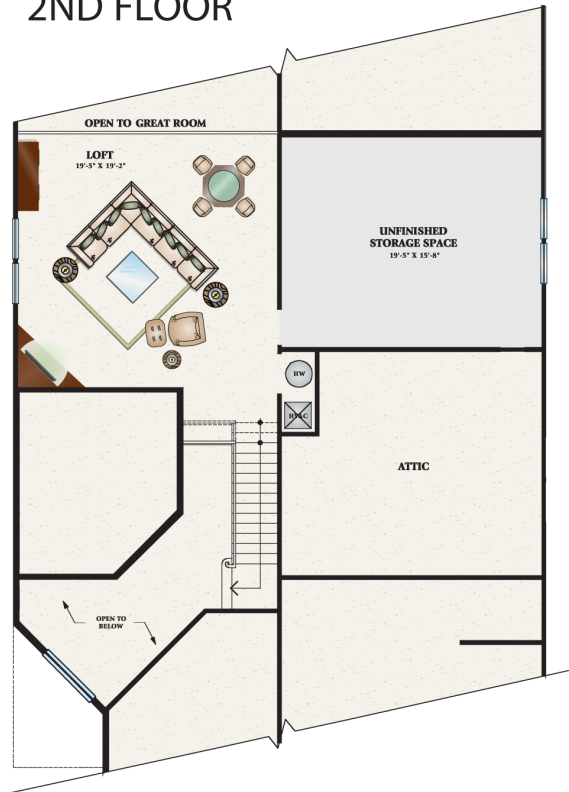 2ND FLOOR
OPEN TO GREAT ROOM
LOFT
19'-5" X 19'-2"
UNFINISHED
STORAGE SPACE
19'-5" X 15'-8"
HW
HVAC
ATTIC
OPEN TO
BELOW